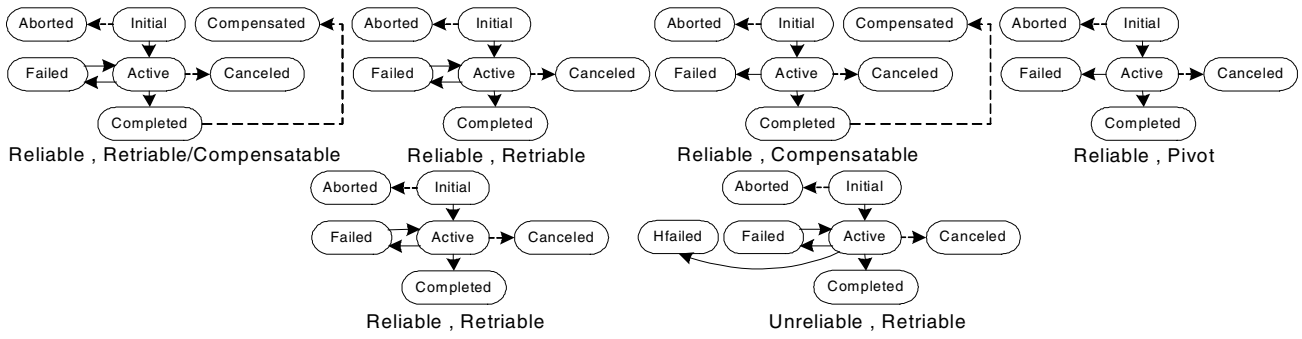 Aborted Initial Compensated
Failed Active Canceled
Completed
Reliable , Retriable/Compensatable
Aborted Initial
Failed Active Canceled
Completed
Reliable , Retriable
Aborted Initial Compensated
Failed Active Canceled
Completed
Reliable , Compensatable
Aborted Initial
Failed Active Canceled
Completed
Reliable , Pivot
Aborted Initial
Failed Active Canceled
Completed
Reliable , Retriable
Aborted Initial
Hfailed Failed Active Canceled
Completed
Unreliable , Retriable